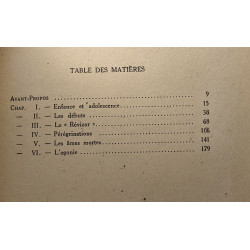 TABLE DES MATIÈRES
AVANT-PROPOS 9
CHAP. I. — Enfance et adolescence 15
— II. — Les débuts 38
— III. — Le « Révizor » 68
— IV. — Pérégrinations 106
— V. — Les âmes mortes 141
— VI. — L'agonie 179